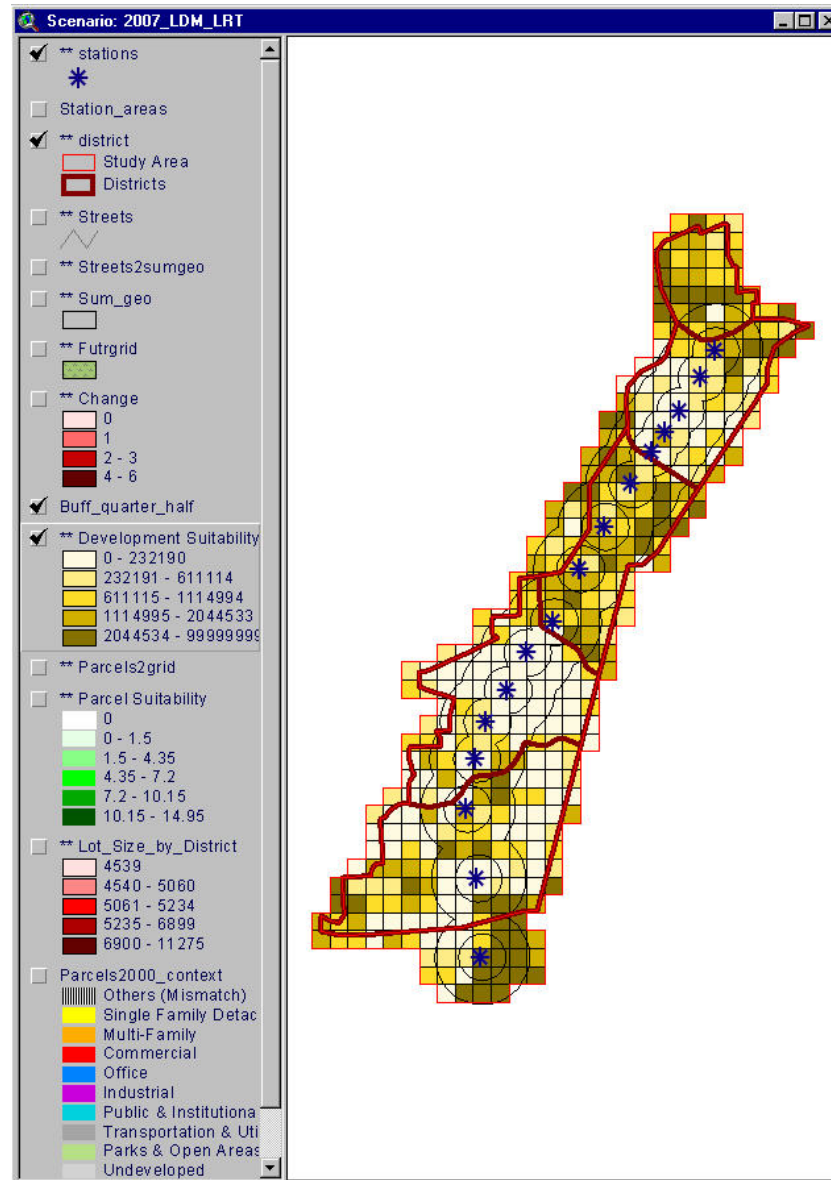 Scenario: 2007_LDM_LRT
** stations
Station_areas
** district
Study Area
Districts
** Streets
** Streets2sumgeo
** Sum_geo
** Futrgrid
** Change
0
1
2 - 3
4 - 6
Buff_quarter_half
** Development Suitability
0 - 232190
232191 - 611114
611115 - 1114994
1114995 - 2044533
2044534 - 99999999
** Parcels2grid
** Parcel Suitability
0
0 - 1.5
1.5 - 4.35
4.35 - 7.2
7.2 - 10.15
10.15 - 14.95
** Lot_Size_by_District
4539
4540 - 5060
5061 - 5234
5235 - 6899
6900 - 11275
Parcels2000_context
Others (Mismatch)
Single Family Detac
Multi-Family
Commercial
Office
Industrial
Public & Institutiona
Transportation & Uti
Parks & Open Areas
Undeveloped